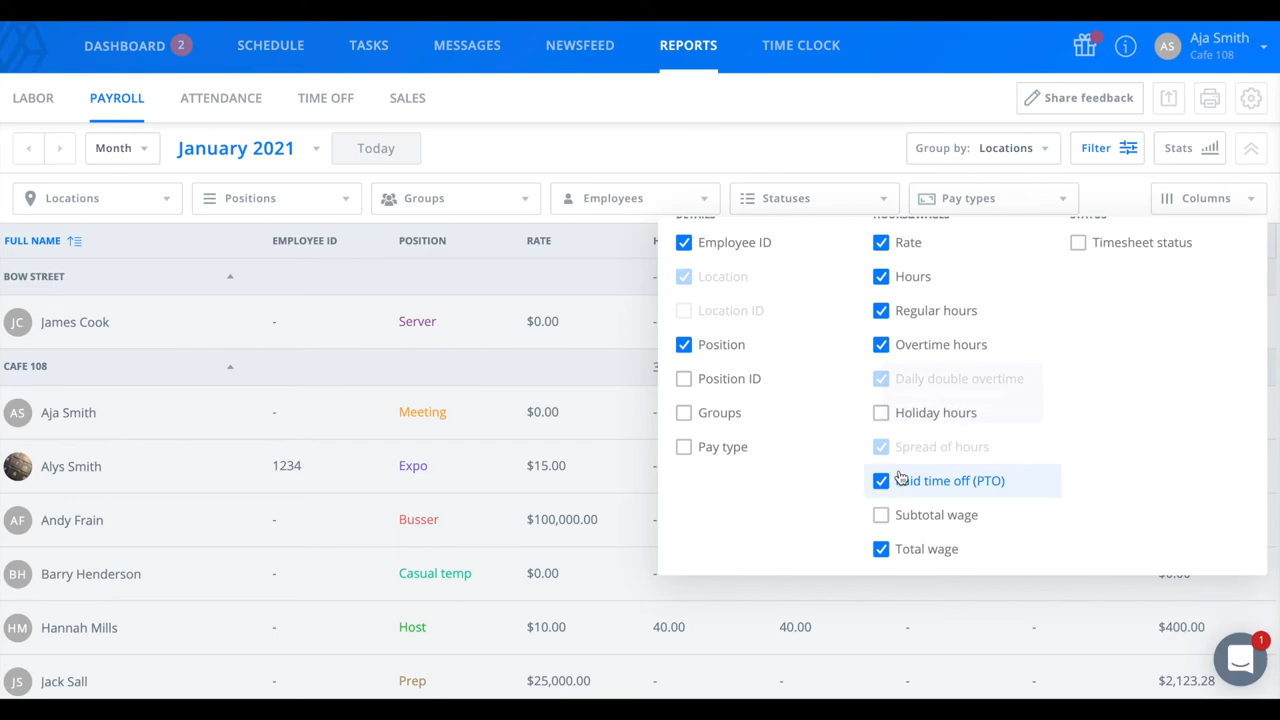 DASHBOARD 2 SCHEDULE TASKS MESSAGES NEWSFEED REPORTS TIME CLOCK AS Aja Smith
Cafe 108
LABOR PAYROLL ATTENDANCE TIME OFF SALES Share feedback
Month January 2021 Today Group by: Locations Filter Stats
Locations Positions Groups Employees Statuses Pay types Columns
DETAILS HOURS&WAGES STATUS
FULL NAME EMPLOYEE ID POSITION RATE H
Employee ID Rate Timesheet status
BOW STREET -
Location Hours
Location ID Regular hours
JC James Cook - Server $0.00 -
Position Overtime hours
CAFE 108 3
Position ID Daily double overtime
AS Aja Smith - Meeting $0.00 -
Groups Holiday hours
Pay type Spread of hours
Alys Smith 1234 Expo $15.00 -
time off (PTO)
Subtotal wage
AF Andy Frain - Busser $100,000.00 -
Total wage
BH Barry Henderson - Casual temp $0.00 - $0.00
HM Hannah Mills - Host $10.00 40.00 40.00 - - $400.00
1
JS Jack Sall - Prep $25,000.00 - - - - $2,123.28